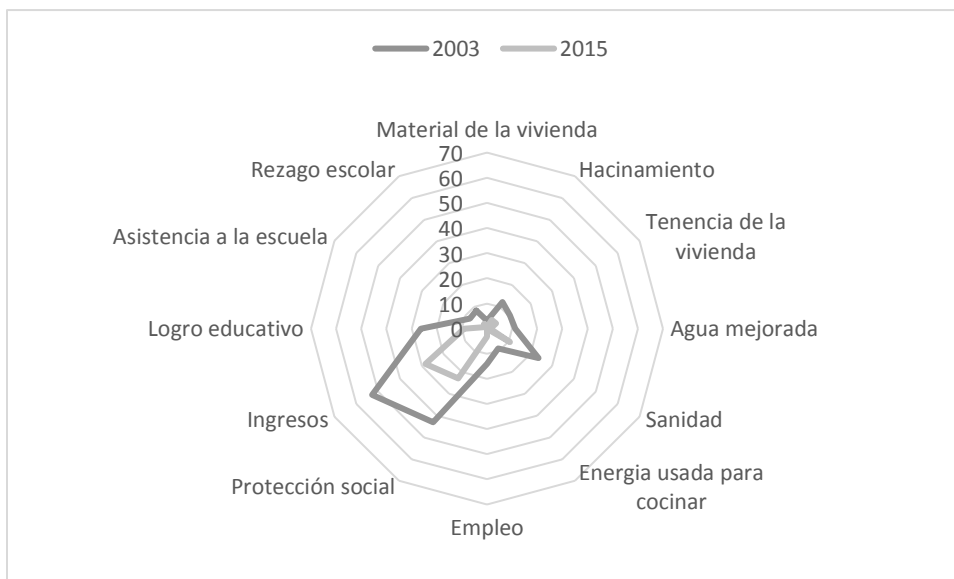 2003 2015
Material de la vivienda
70
60
50
40
30
20
10
0
Hacinamiento
Tenencia de la
vivienda
Agua mejorada
Sanidad
Energia usada para
cocinar
Empleo
Protección social
Ingresos
Logro educativo
Asistencia a la escuela
Rezago escolar